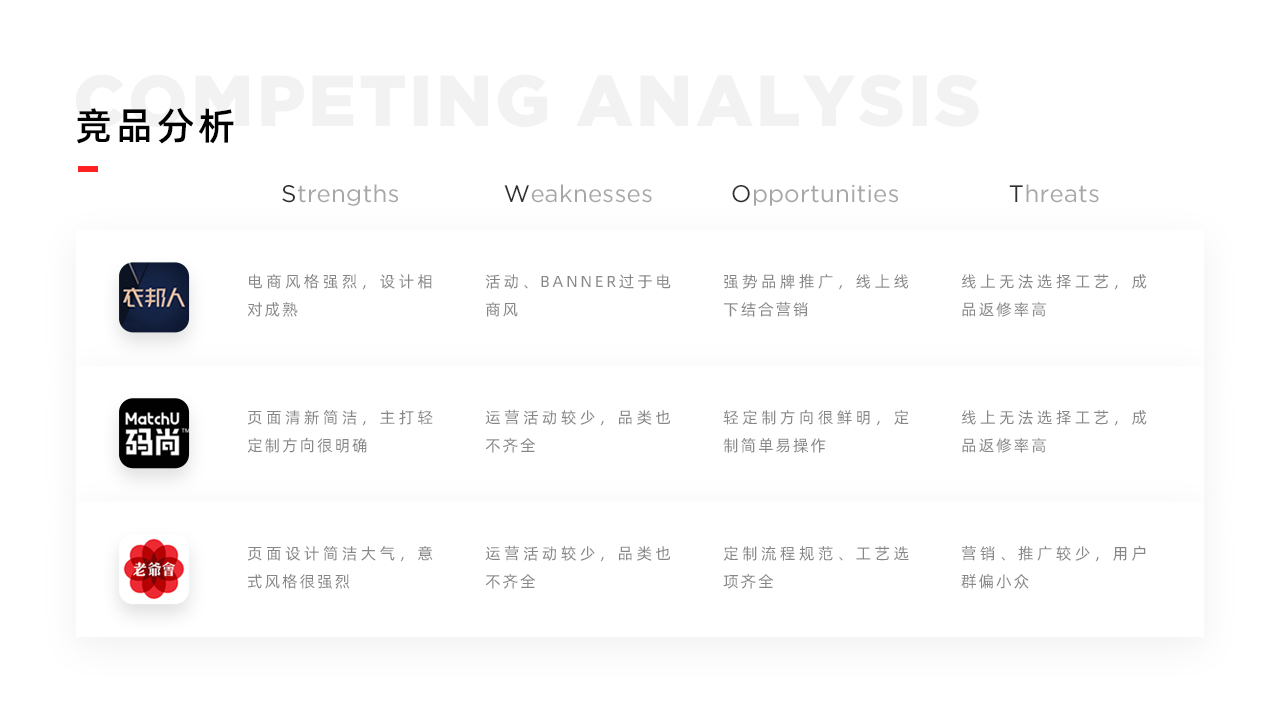 COMPETING ANALYSIS
竞品分析
Strengths
Weaknesses
Opportunities
Threats
衣邦人
电商风格强烈，设计相
对成熟
活动、BANNER过于电
商风
强势品牌推广，线上线
下结合营销
线上无法选择工艺，成
品返修率高
MatchU
码尚™
页面清新简洁，主打轻
定制方向很明确
运营活动较少，品类也
不齐全
轻定制方向很鲜明，定
制简单易操作
线上无法选择工艺，成
品返修率高
老爺會
页面设计简洁大气，意
式风格很强烈
运营活动较少，品类也
不齐全
定制流程规范、工艺选
项齐全
营销、推广较少，用户
群偏小众